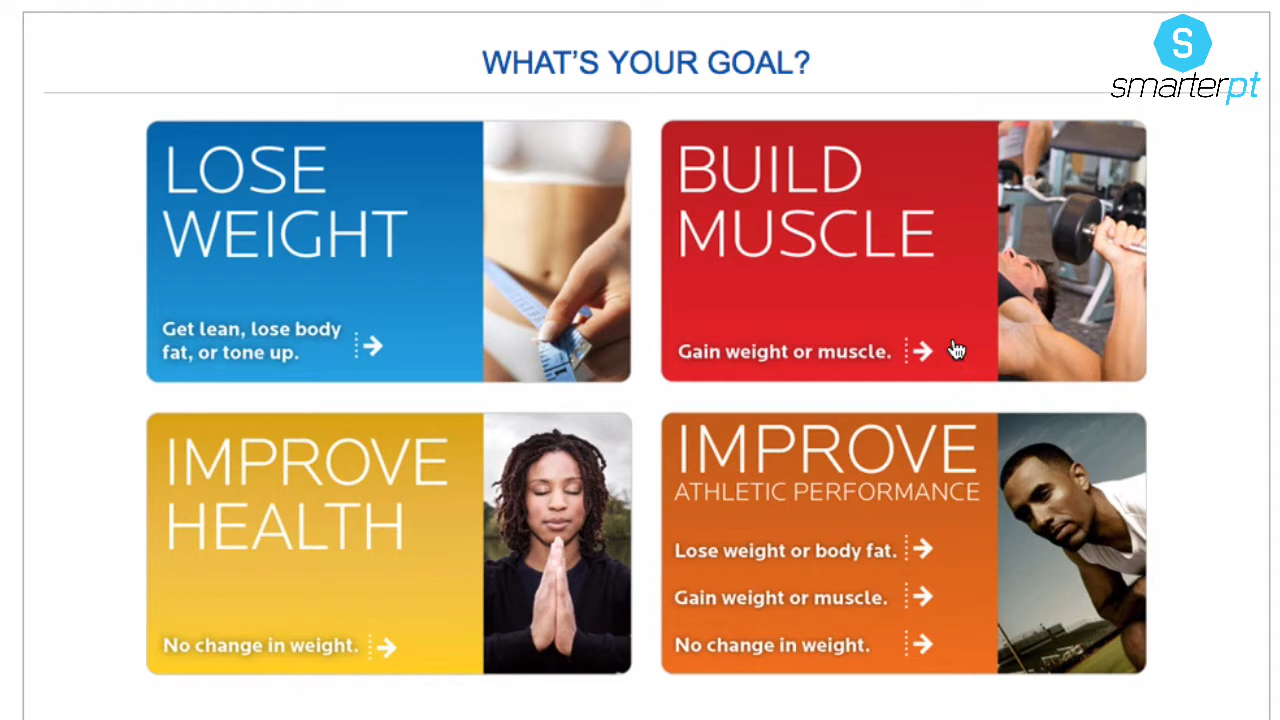 WHAT'S YOUR GOAL?
S
smarterpt
LOSE
WEIGHT
Get lean, lose body
fat, or tone up.
BUILD
MUSCLE
Gain weight or muscle.
IMPROVE
HEALTH
No change in weight.
IMPROVE
ATHLETIC PERFORMANCE
Lose weight or body fat.
Gain weight or muscle.
No change in weight.